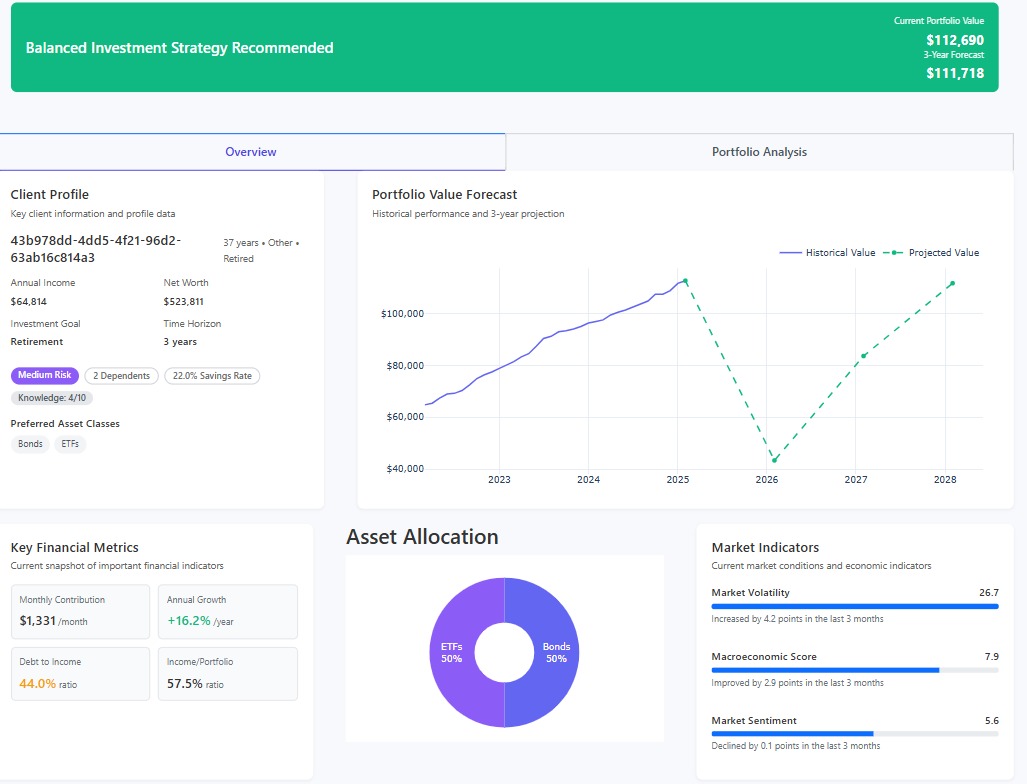 Balanced Investment Strategy Recommended
Current Portfolio Value
$112,690
3-Year Forecast
$111,718
Overview
Portfolio Analysis
Client Profile
Key client information and profile data
43b978dd-4dd5-4f21-96d2-
63ab16c814a3
37 years • Other •
Retired
Annual Income
Net Worth
$64,814
$523,811
Investment Goal
Time Horizon
Retirement
3 years
Medium Risk
2 Dependents
22.0% Savings Rate
Knowledge: 4/10
Preferred Asset Classes
Bonds
ETFs
Portfolio Value Forecast
Historical performance and 3-year projection
Historical Value
Projected Value
$100,000
$80,000
$60,000
$40,000
2023
2024
2025
2026
2027
2028
Key Financial Metrics
Current snapshot of important financial indicators
Monthly Contribution
$1,331 /month
Annual Growth
+16.2% /year
Debt to Income
44.0% ratio
Income/Portfolio
57.5% ratio
Asset Allocation
ETFs
50%
Bonds
50%
Market Indicators
Current market conditions and economic indicators
Market Volatility
26.7
Increased by 4.2 points in the last 3 months
Macroeconomic Score
7.9
Improved by 2.9 points in the last 3 months
Market Sentiment
5.6
Declined by 0.1 points in the last 3 months